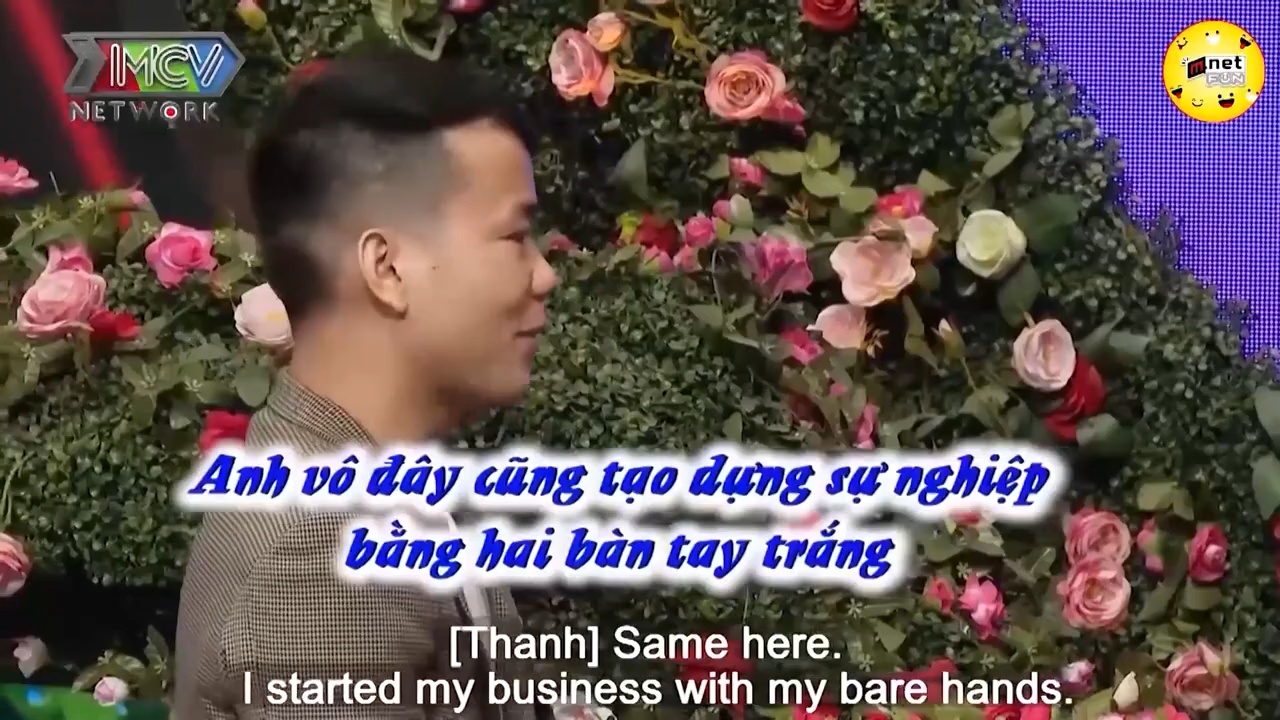 MCV
NETWORK
mnet
FUN
Anh vô đây cũng tạo dựng sự nghiệp
bằng hai bàn tay trắng
[Thanh] Same here.
I started my business with my bare hands.